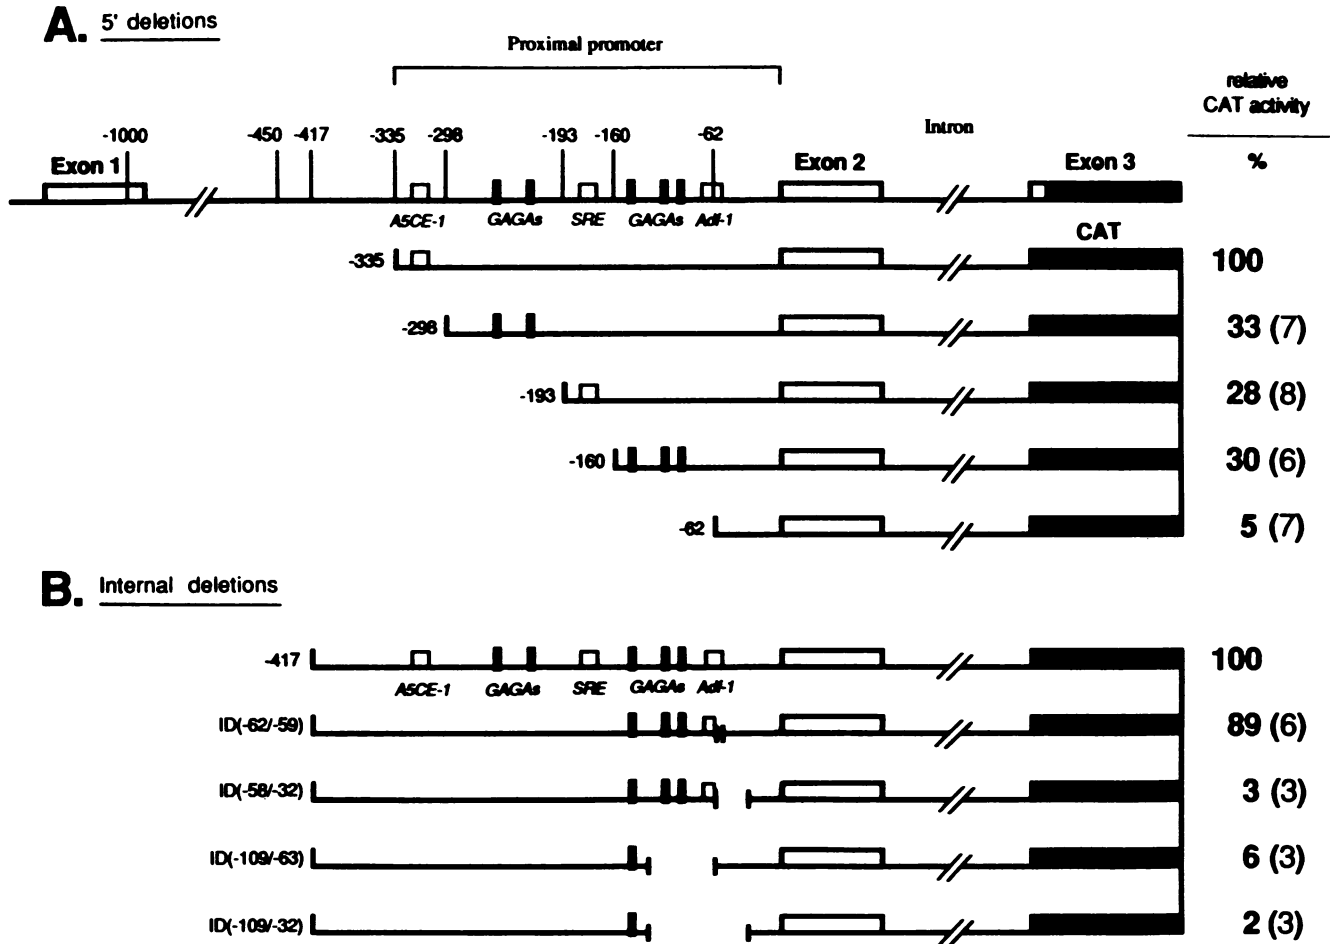 A. 5' deletions
Proximal promoter
relative
CAT activity
%
-1000 -450 -417 -335 -298 -193 -160 -62
Intron
Exon 1 Exon 2 Exon 3
A5CE-1 GAGAs SRE GAGAs Adf-1
CAT
-335 100
-298 33 (7)
-193 28 (8)
-160 30 (6)
-62 5 (7)
B. Internal deletions
-417 100
A5CE-1 GAGAs SRE GAGAs Adf-1
ID(-62/-59) 89 (6)
ID(-58/-32) 3 (3)
ID(-109/-63) 6 (3)
ID(-109/-32) 2 (3)